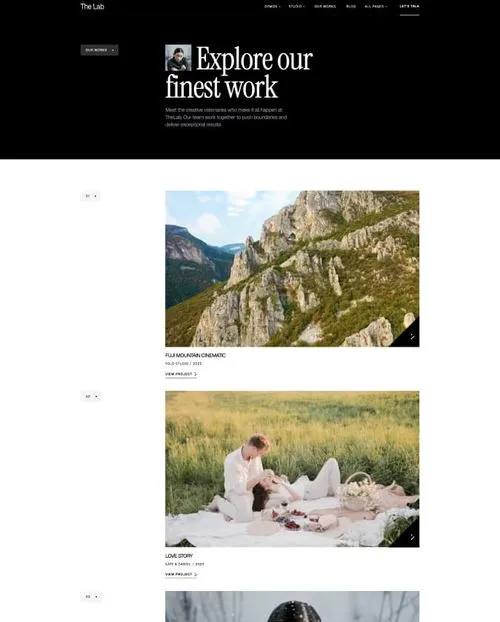 The Lab
DEMOS STUDIO OUR WORKS BLOG ALL PAGES LET'S TALK
OUR WORKS
Explore our
finest work
Meet the creative visionaries who make it all happen at
TheLab. Our team work together to push boundaries and
deliver exceptional results.
01
FUJI MOUNTAIN CINEMATIC
YOLO STUDIO / 2025
VIEW PROJECT
02
LOVE STORY
KATE & DANIEL / 2025
VIEW PROJECT
03